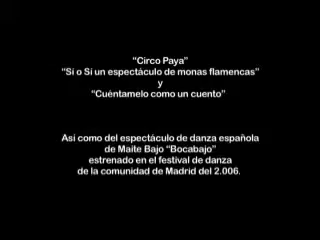 “Circo Paya”
“Si o Sí un espectáculo de monas flamencas”
y
“Cuéntamelo como un cuento”
Así como del espectáculo de danza española
de Maite Bajo “Bocabajo”
estrenado en el festival de danza
de la comunidad de Madrid del 2.006.